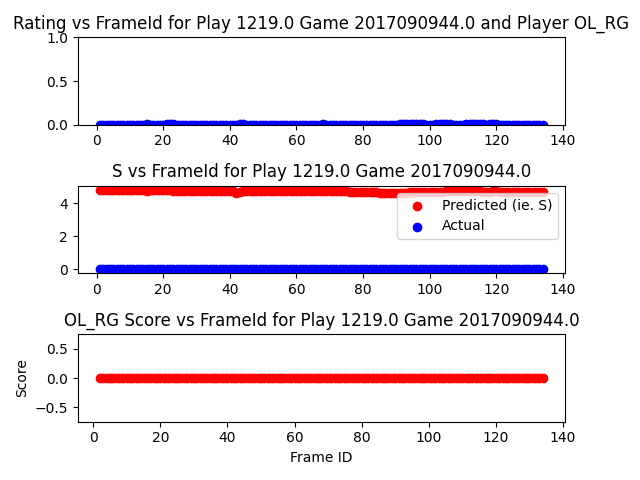 Rating vs FrameId for Play 1219.0 Game 2017090944.0 and Player OL_RG
1.0
0.5
0.0
0 20 40 60 80 100 120 140
S vs FrameId for Play 1219.0 Game 2017090944.0
4
2
0
Predicted (ie. S)
Actual
0 20 40 60 80 100 120 140
OL_RG Score vs FrameId for Play 1219.0 Game 2017090944.0
Score
0.5
0.0
−0.5
0 20 40 60 80 100 120 140
Frame ID